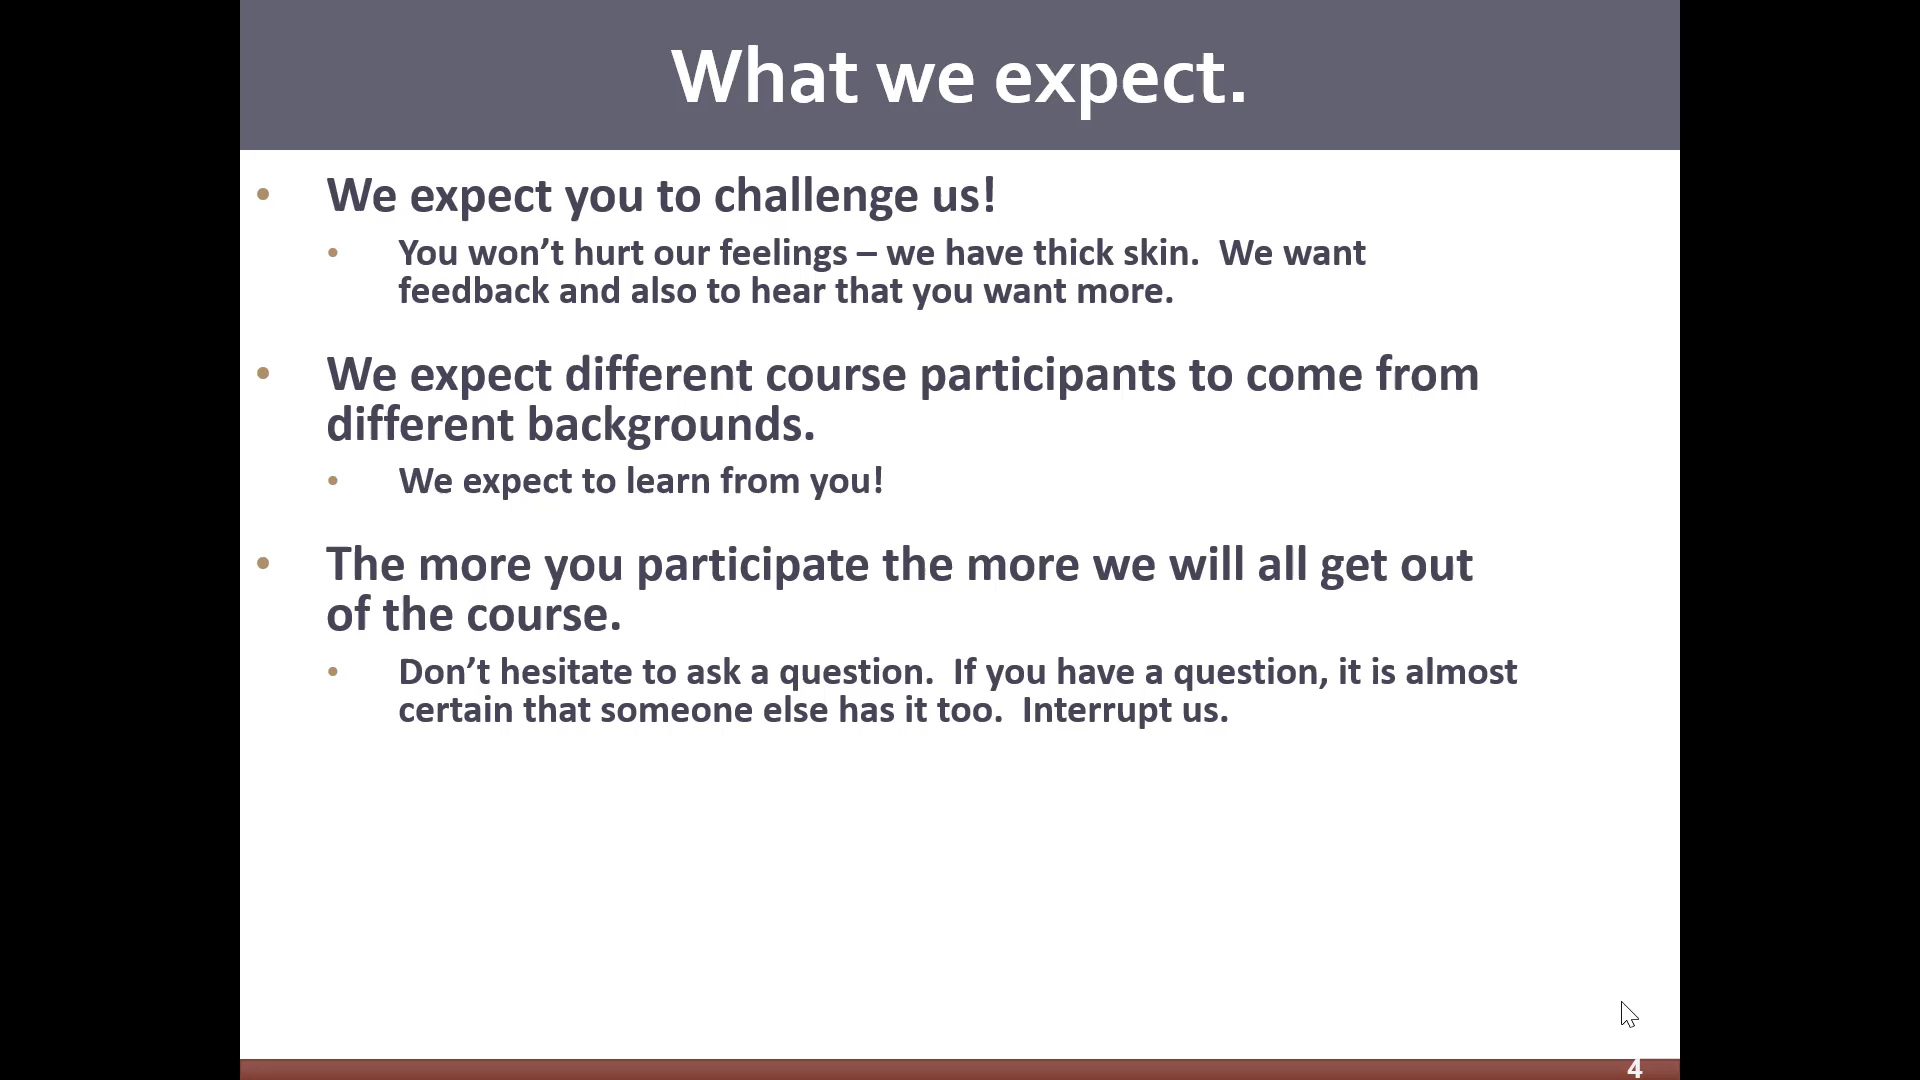 What we expect.
• We expect you to challenge us!
• You won’t hurt our feelings – we have thick skin.  We want
feedback and also to hear that you want more.
• We expect different course participants to come from
different backgrounds.
• We expect to learn from you!
• The more you participate the more we will all get out
of the course.
• Don’t hesitate to ask a question.  If you have a question, it is almost
certain that someone else has it too.  Interrupt us.
4